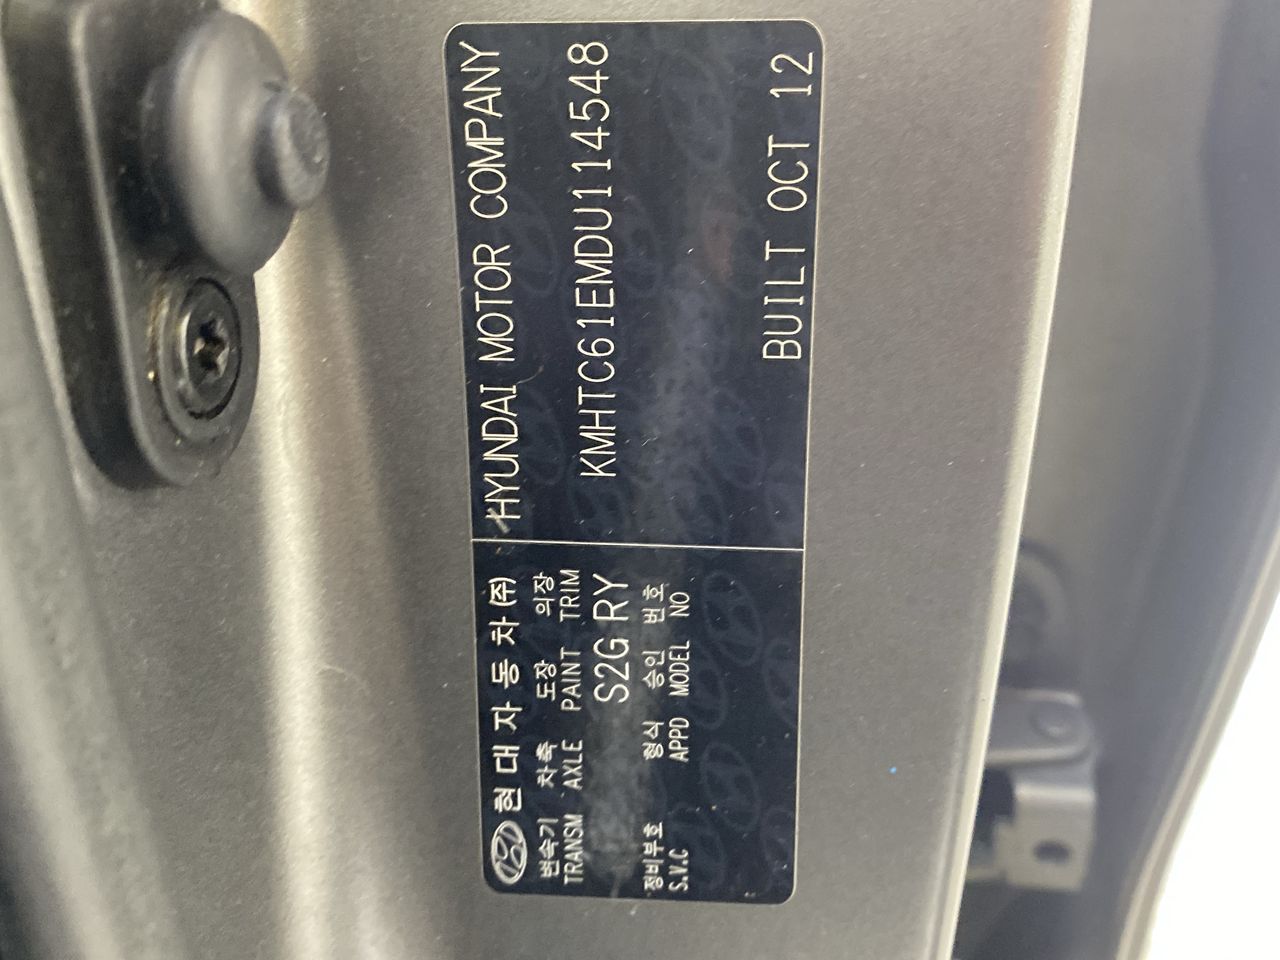 현대자동차(주)
변속기 차축 도장 의장
TRANSM AXLE PAINT TRIM
S2G RY
정비부호 형식 승인 번호
S.V.C APPD MODEL NO
HYUNDAI MOTOR COMPANY
KMHTC61EMDU114548
BUILT OCT 12